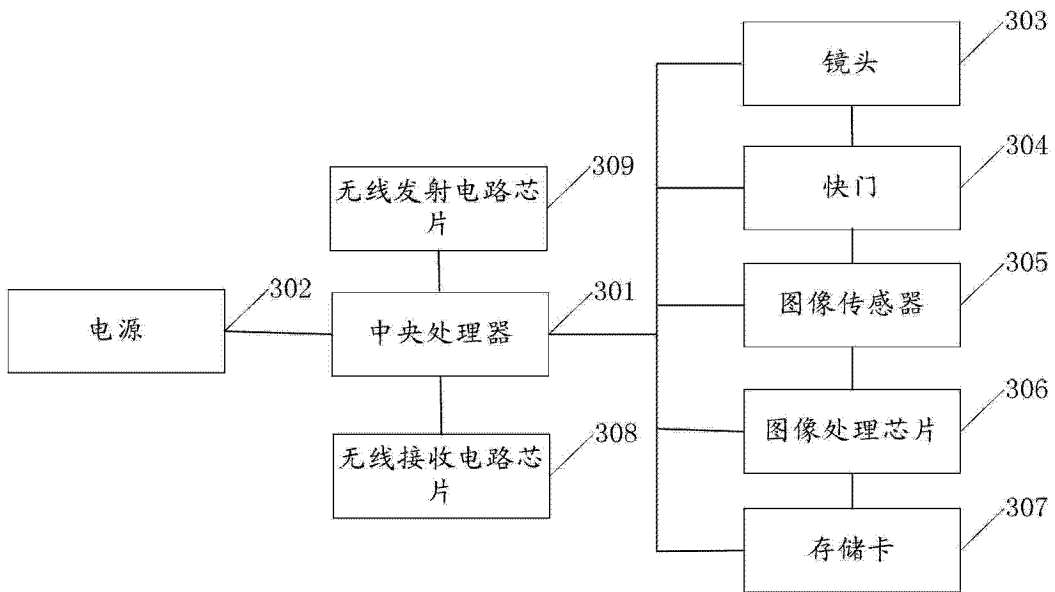 303
镜头
304
快门
309
无线发射电路芯
片
305
图像传感器
302
电源
301
中央处理器
306
图像处理芯片
308
无线接收电路芯
片
307
存储卡